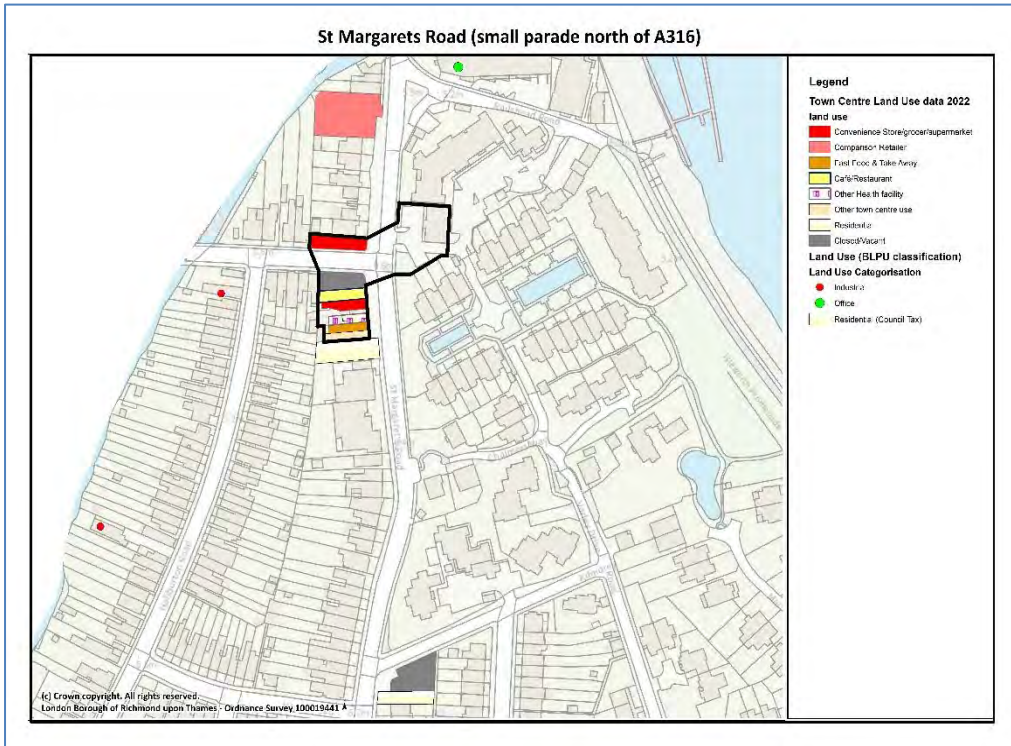 St Margarets Road (small parade north of A316)
Legend
Town Centre Land Use data 2022
land use
Convenience Store/grocer/supermarket
Comparison Retailer
Fast Food & Take Away
Café/Restaurant
Other Health facility
Other town centre use
Residential
Closed/Vacant
Land Use (BLPU classification)
Land Use Categorisation
Industrial
Office
Residential (Council Tax)
St Margarets Road
Haliburton Road
(c) Crown copyright. All rights reserved.
London Borough of Richmond upon Thames - Ordnance Survey 100019441